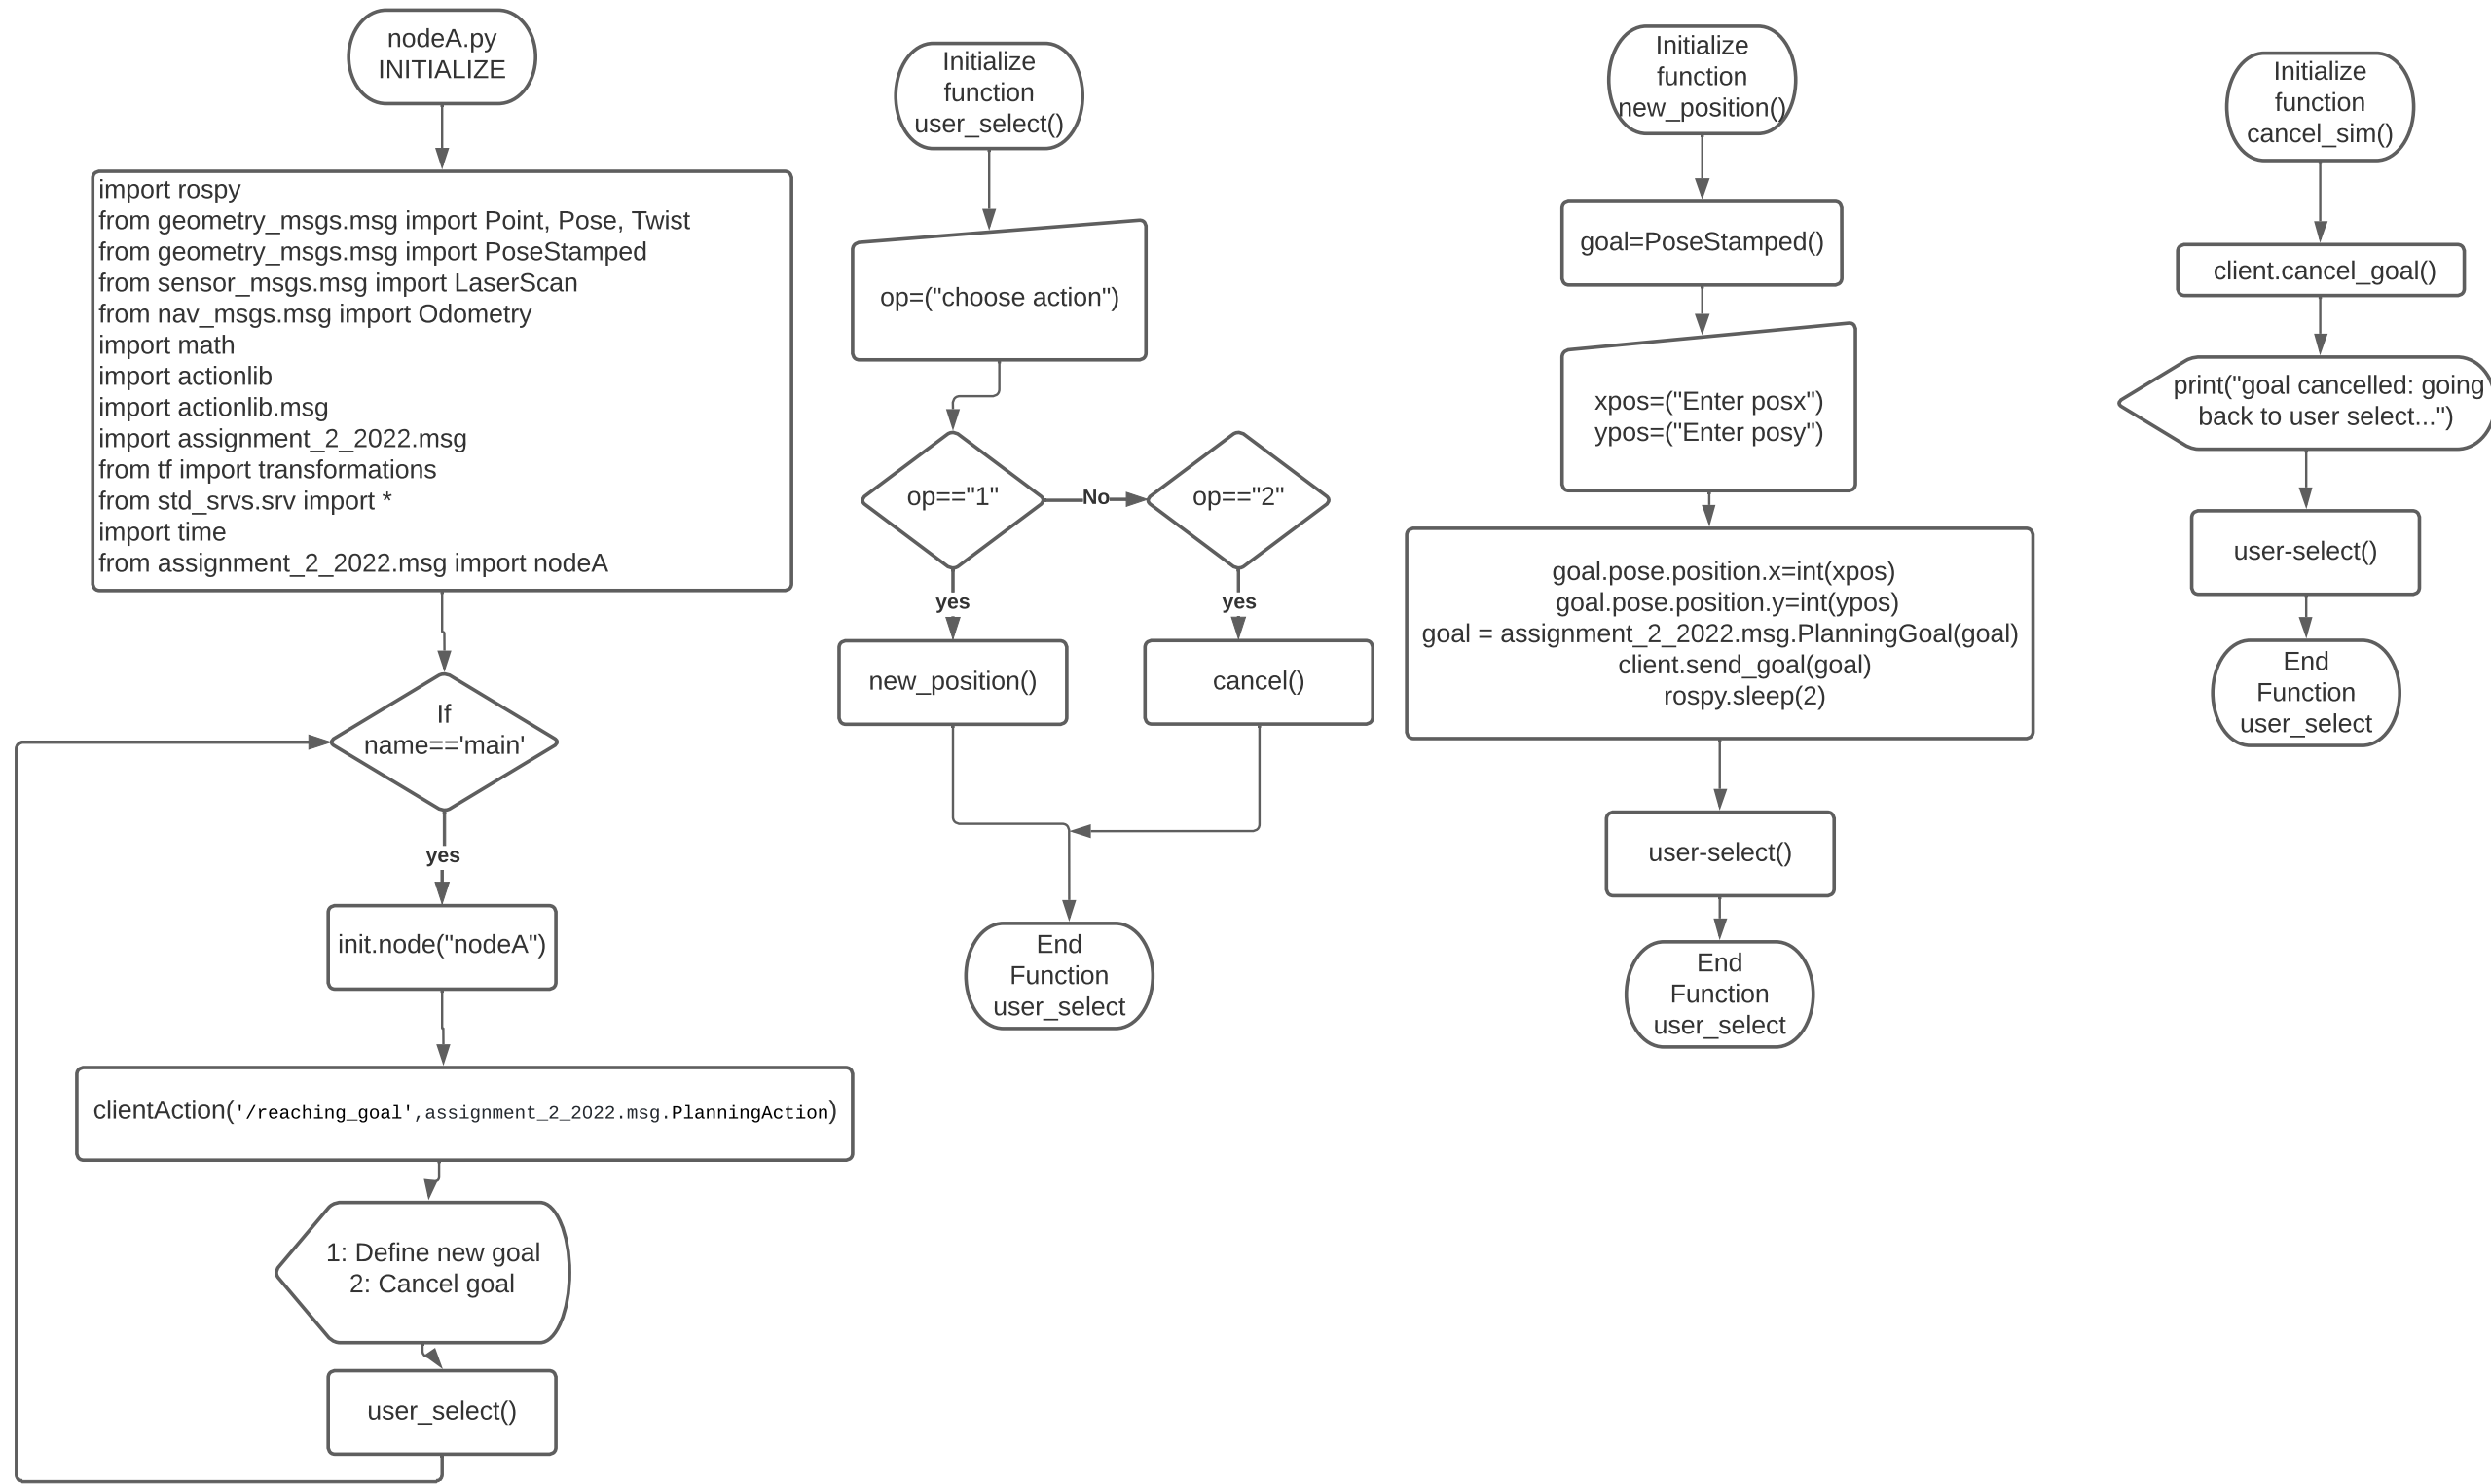 nodeA.py
INITIALIZE
import rospy
from geometry_msgs.msg import Point, Pose, Twist
from geometry_msgs.msg import PoseStamped
from sensor_msgs.msg import LaserScan
from nav_msgs.msg import Odometry
import math
import actionlib
import actionlib.msg
import assignment_2_2022.msg
from tf import transformations
from std_srvs.srv import *
import time
from assignment_2_2022.msg import nodeA
If
name=='main'
yes
init.node("nodeA")
clientAction('/reaching_goal',assignment_2_2022.msg.PlanningAction)
1: Define new goal
2: Cancel goal
user_select()
Initialize
function
user_select()
op=("choose action")
op=="1"
No
op=="2"
yes
yes
new_position()
cancel()
End
Function
user_select
Initialize
function
new_position()
goal=PoseStamped()
xpos=("Enter posx")
ypos=("Enter posy")
goal.pose.position.x=int(xpos)
goal.pose.position.y=int(ypos)
goal = assignment_2_2022.msg.PlanningGoal(goal)
client.send_goal(goal)
rospy.sleep(2)
user-select()
End
Function
user_select
Initialize
function
cancel_sim()
client.cancel_goal()
print("goal cancelled: going
back to user select...")
user-select()
End
Function
user_select